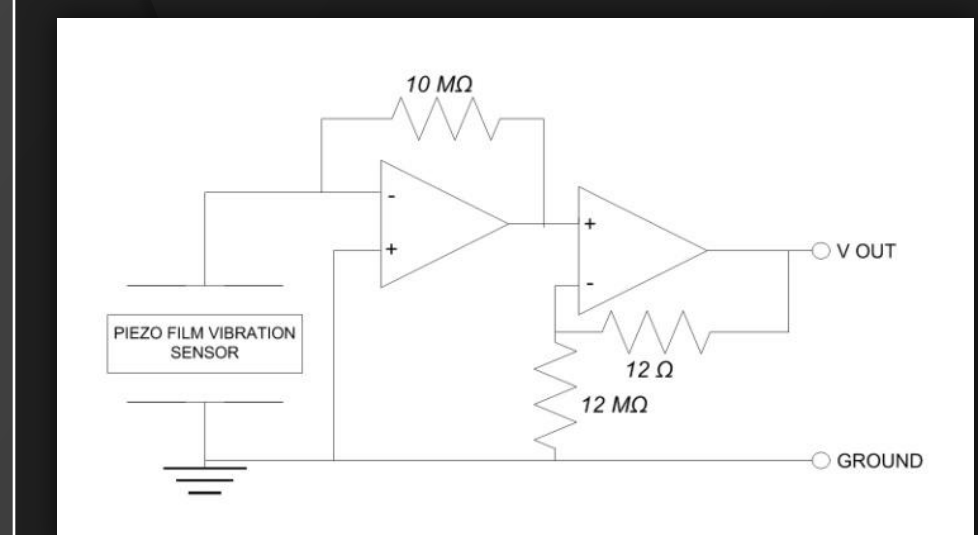 10 MΩ
-
+
+
-
V OUT
PIEZO FILM VIBRATION
SENSOR
12 Ω
12 MΩ
GROUND